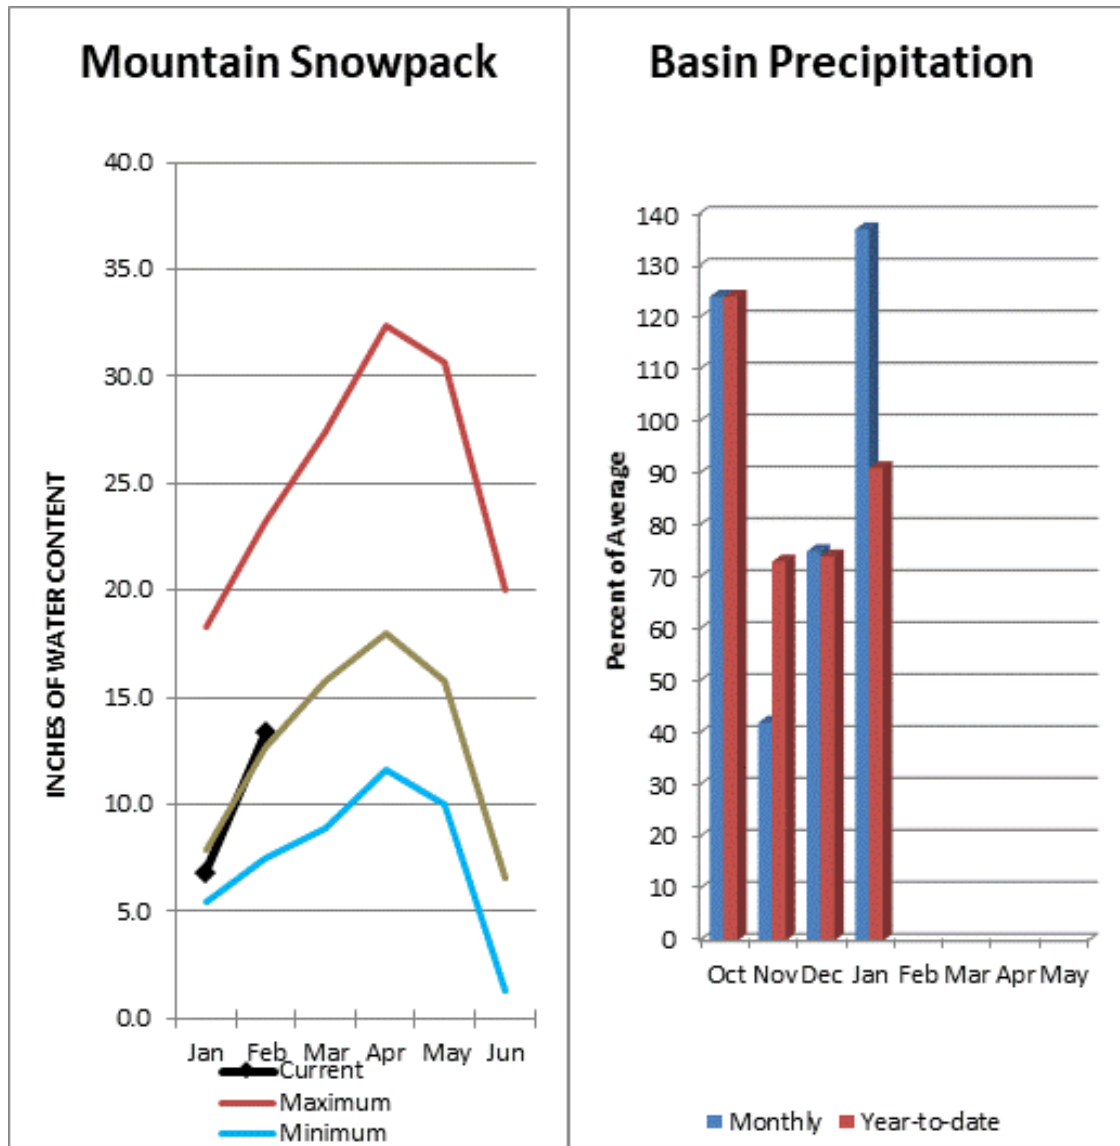 Mountain Snowpack
INCHES OF WATER CONTENT
40.0
35.0
30.0
25.0
20.0
15.0
10.0
5.0
0.0
Jan Feb Mar Apr May Jun
Current
Maximum
Minimum
Basin Precipitation
Percent of Average
140
130
120
110
100
90
80
70
60
50
40
30
20
10
0
Oct Nov Dec Jan Feb Mar Apr May
Monthly Year-to-date